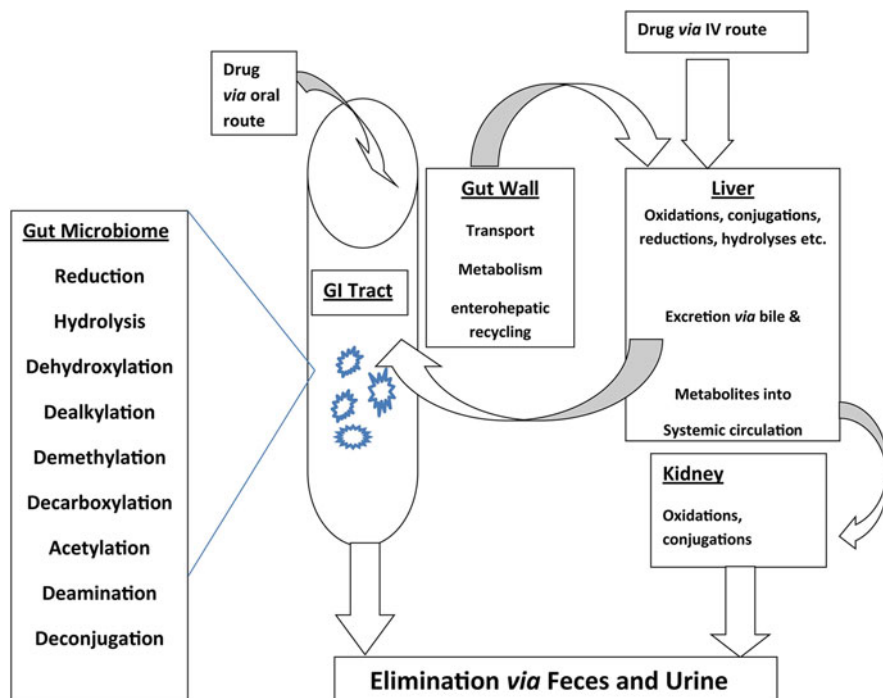 Drug via IV route
Drug
via oral
route
Gut Wall
Transport
Metabolism
enterohepatic
recycling
Liver
Oxidations, conjugations,
reductions, hydrolyses etc.
Excretion via bile &
Metabolites into
Systemic circulation
Gut Microbiome
Reduction
Hydrolysis
Dehydroxylation
Dealkylation
Demethylation
Decarboxylation
Acetylation
Deamination
Deconjugation
GI Tract
Kidney
Oxidations,
conjugations
Elimination via Feces and Urine